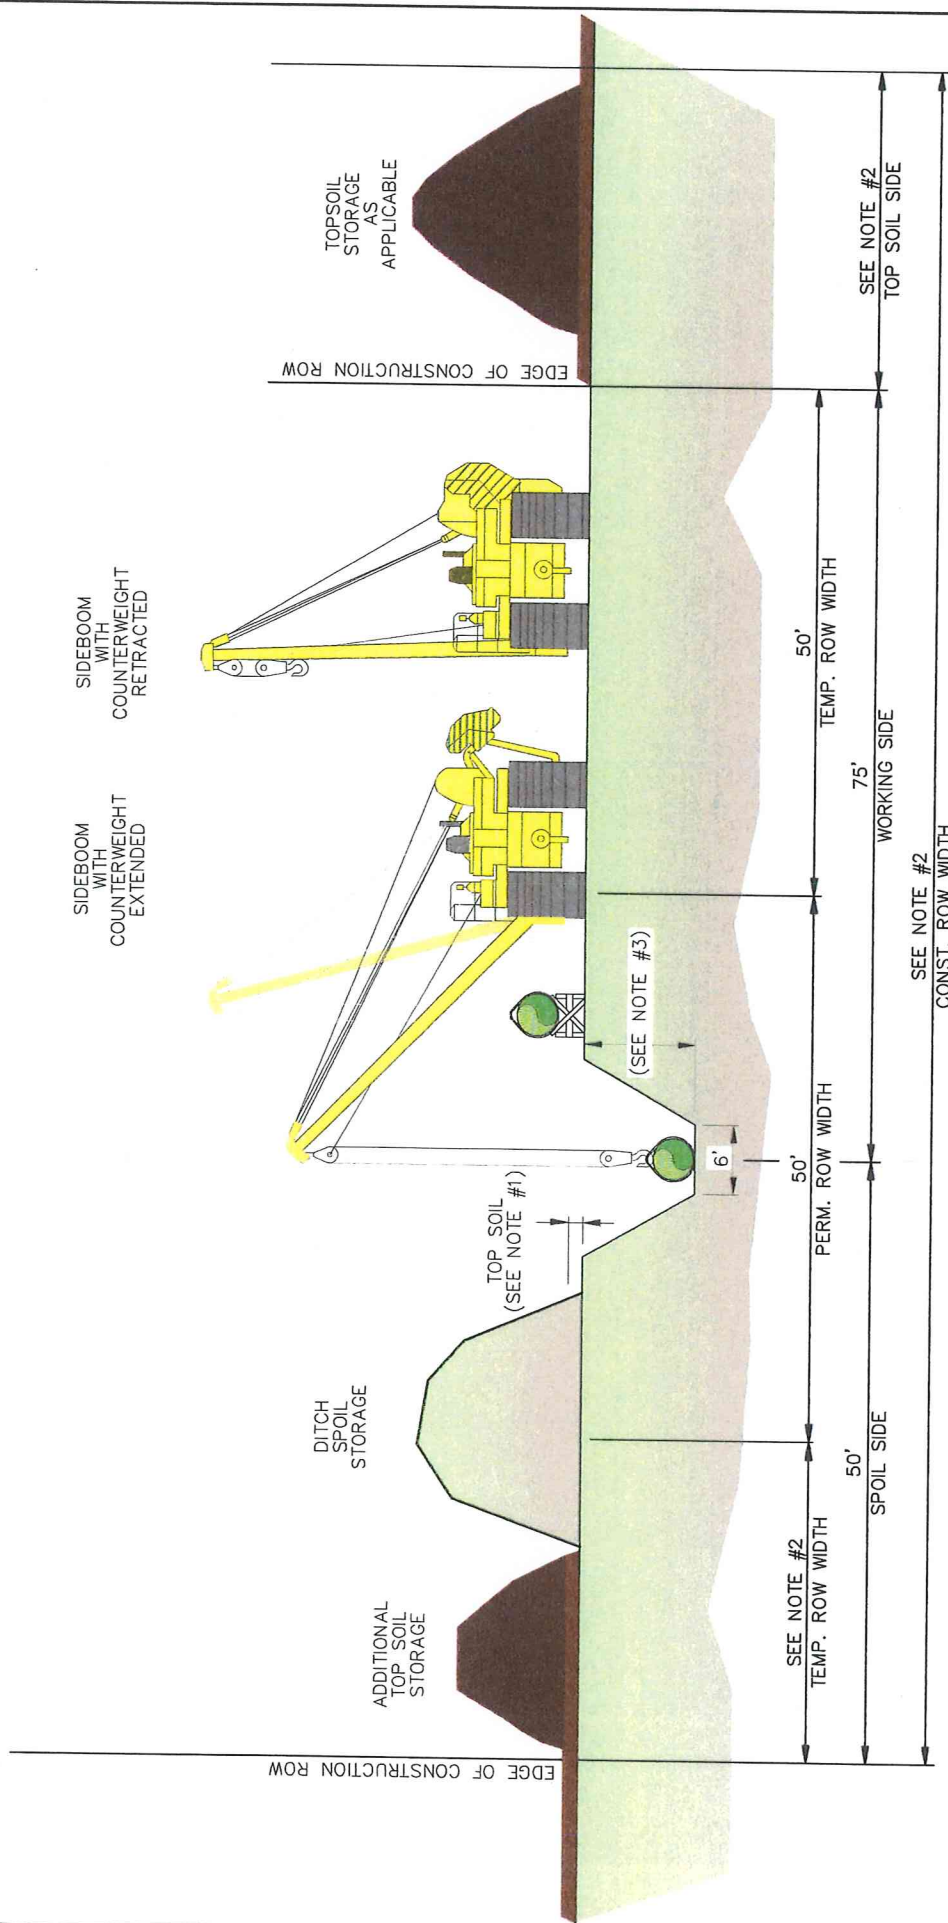 ADDITIONAL
TOP SOIL
STORAGE
DITCH
SPOIL
STORAGE
SIDEBOOM
WITH
COUNTERWEIGHT
EXTENDED
SIDEBOOM
WITH
COUNTERWEIGHT
RETRACTED
TOPSOIL
STORAGE
AS
APPLICABLE
EDGE OF CONSTRUCTION ROW
TOP SOIL
(SEE NOTE #1)
EDGE OF CONSTRUCTION ROW
(SEE NOTE #3)
6'
SEE NOTE #2
TEMP. ROW WIDTH
50'
PERM. ROW WIDTH
50'
TEMP. ROW WIDTH
50'
SPOIL SIDE
75'
WORKING SIDE
SEE NOTE #2
TOP SOIL SIDE
SEE NOTE #2
CONST. ROW WIDTH